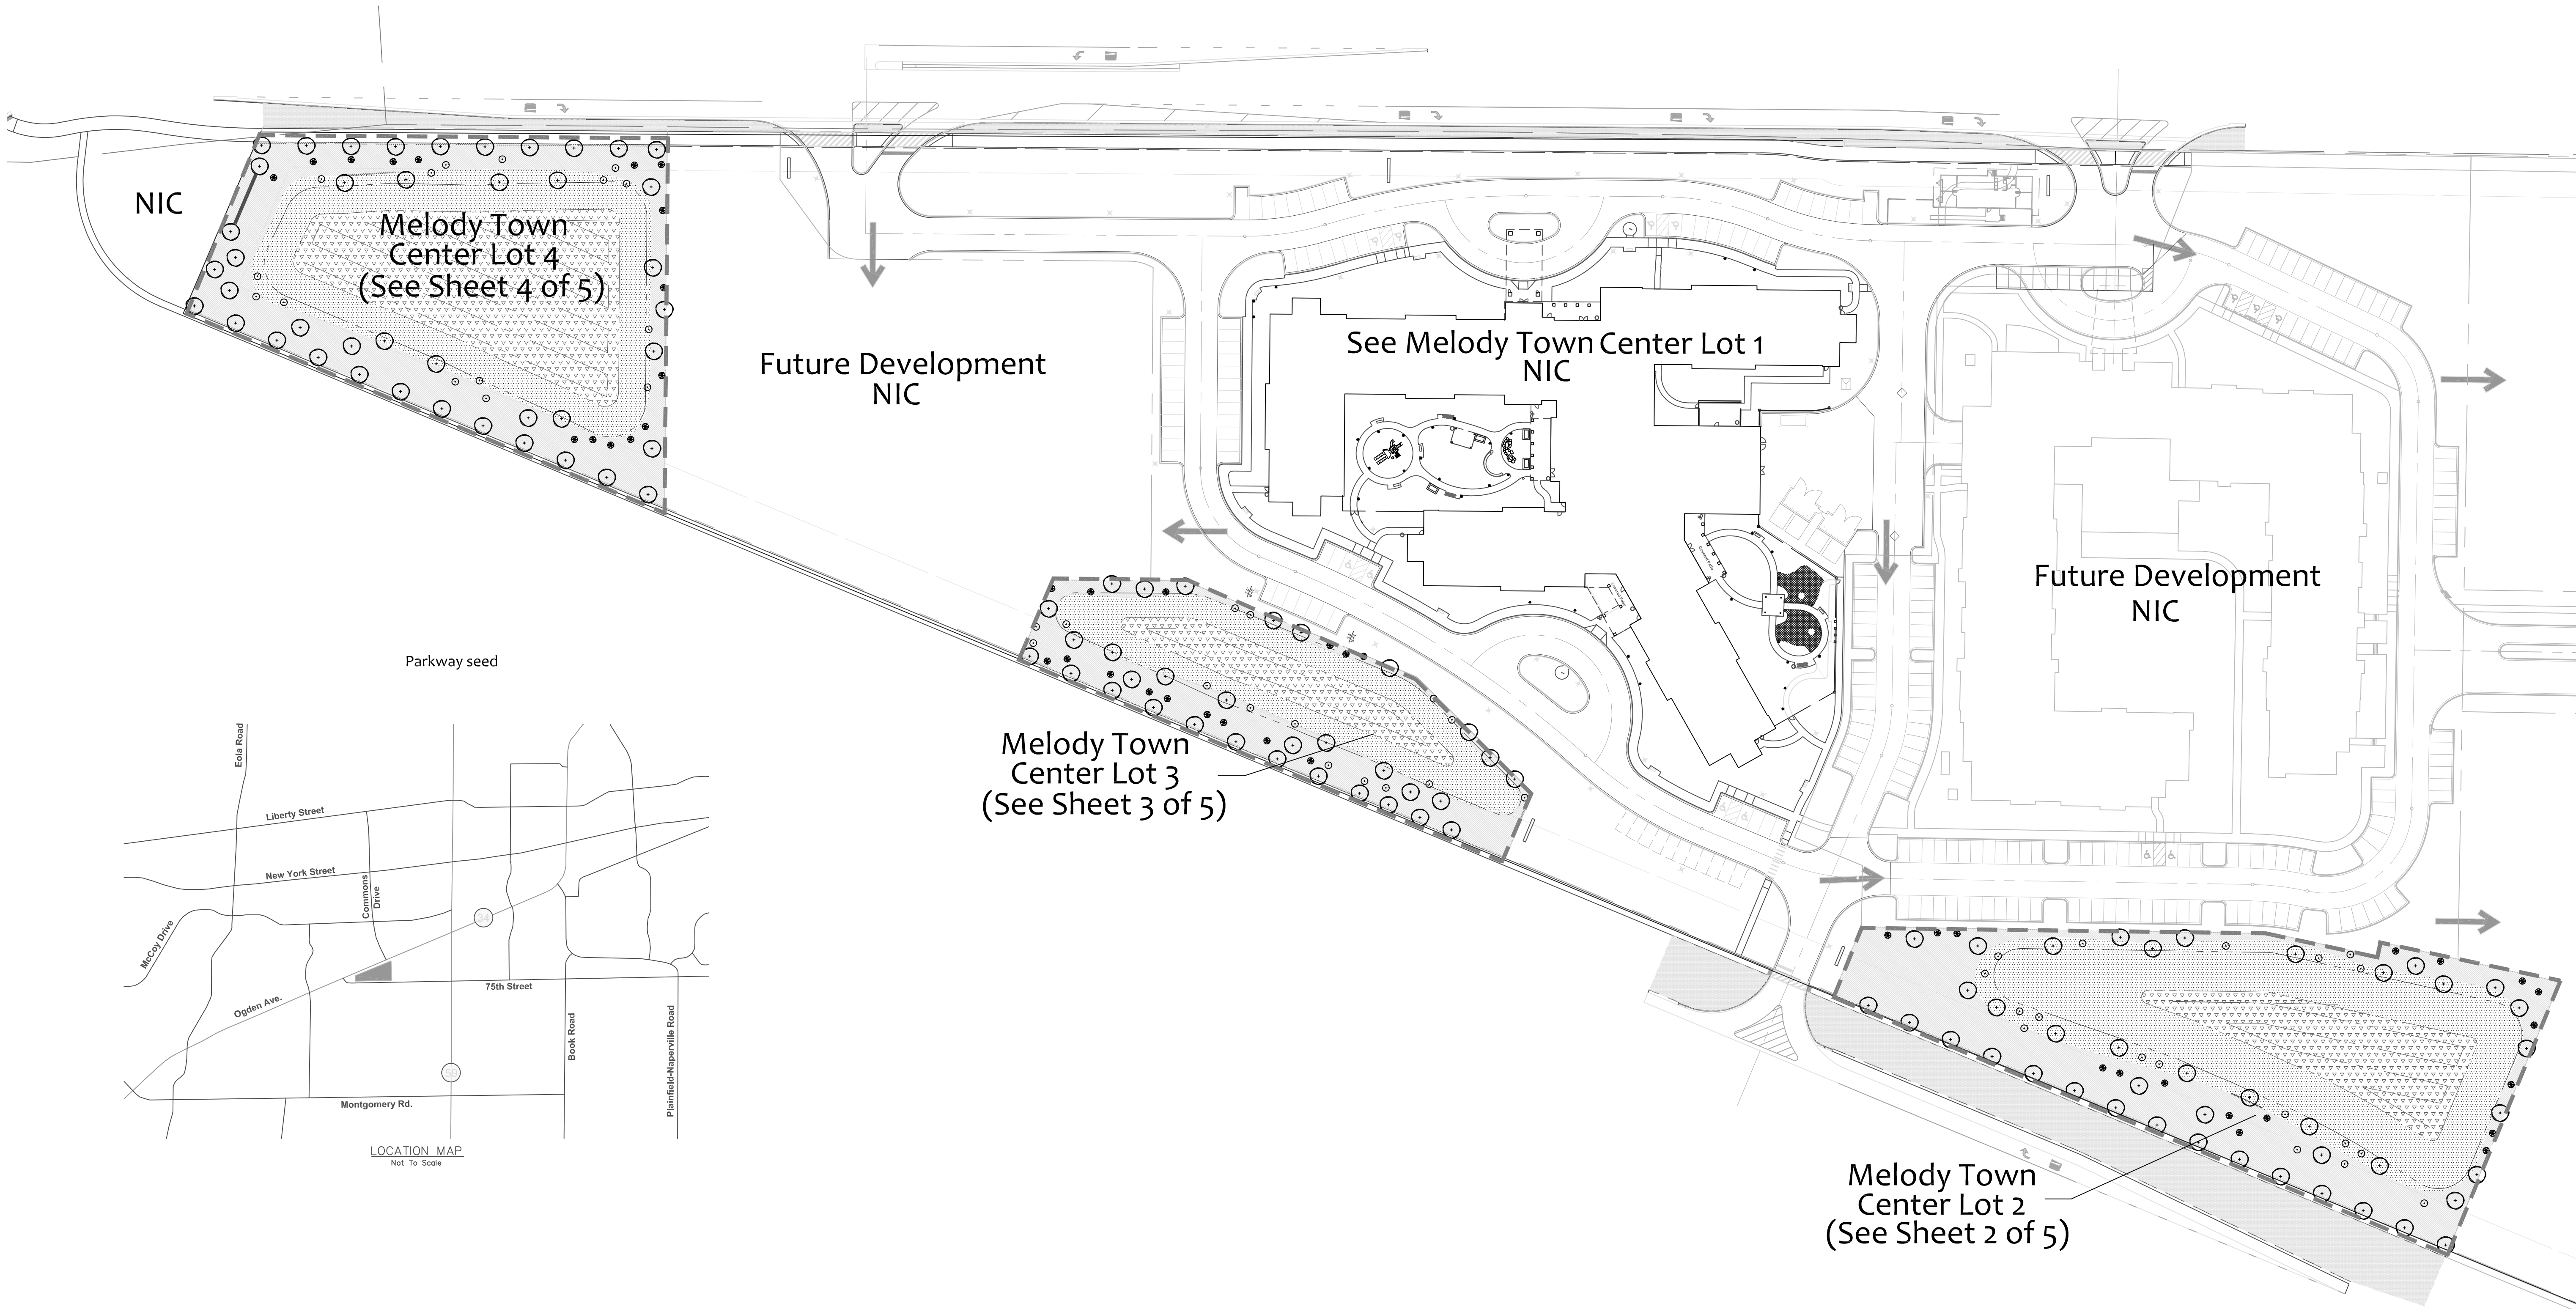 NIC
Melody Town
Center Lot 4
(See Sheet 4 of 5)
Future Development
NIC
See Melody Town Center Lot 1
NIC
Future Development
NIC
Parkway seed
Melody Town
Center Lot 3
(See Sheet 3 of 5)
Melody Town
Center Lot 2
(See Sheet 2 of 5)
Eola Road
Liberty Street
New York Street
Commons
Drive
McCoy Drive
34
Ogden Ave.
75th Street
Book Road
Plainfield-Naperville Road
59
Montgomery Rd.
LOCATION MAP
Not To Scale